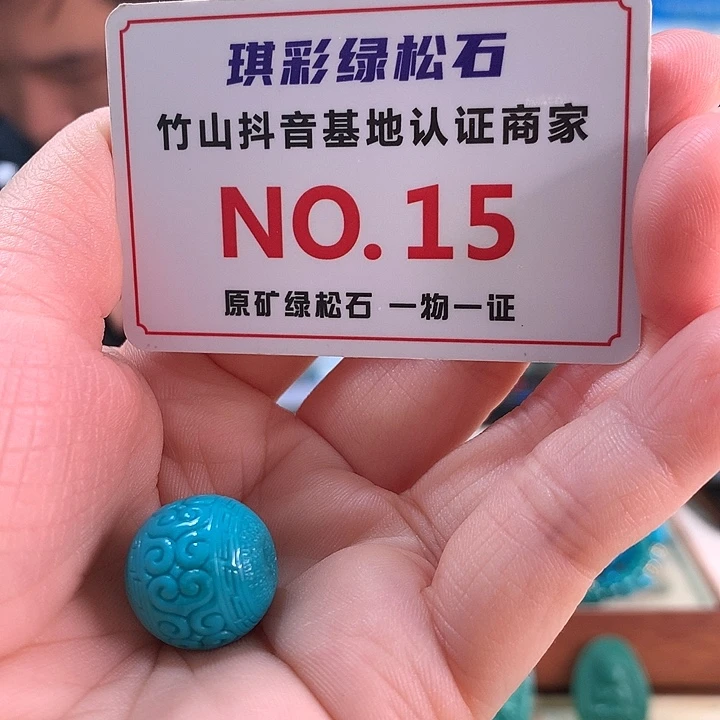 琪彩绿松石
竹山抖音基地认证商家
NO.15
原矿绿松石 一物一证